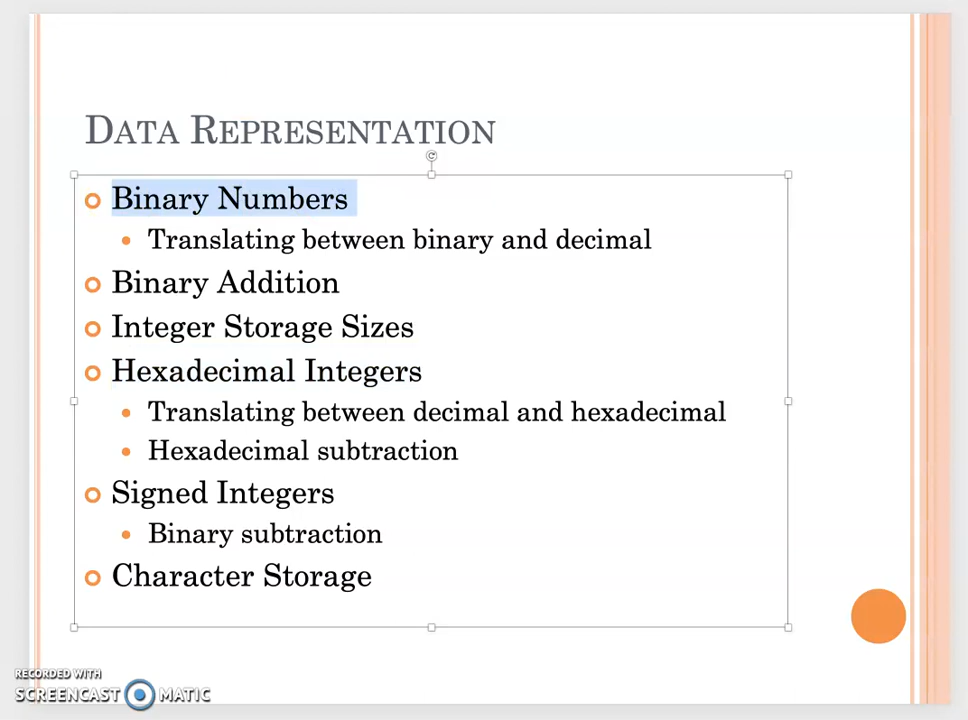 DATA REPRESENTATION
Binary Numbers
Translating between binary and decimal
Binary Addition
Integer Storage Sizes
Hexadecimal Integers
Translating between decimal and hexadecimal
Hexadecimal subtraction
Signed Integers
Binary subtraction
Character Storage
RECORDED WITH
SCREENCAST MATIC